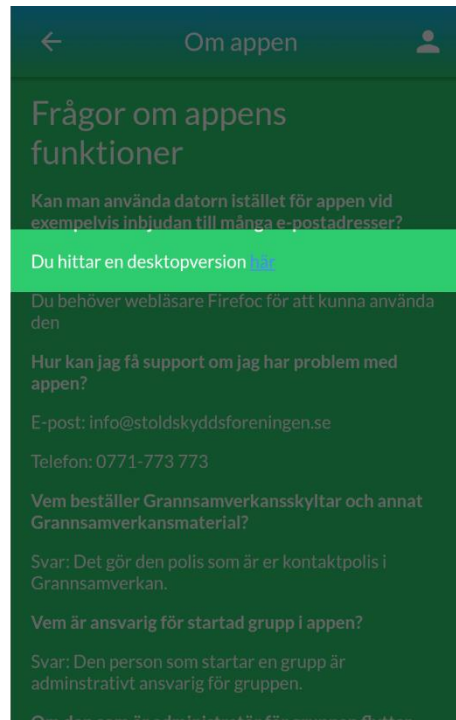 Om appen
Frågor om appens
funktioner
Kan man använda datorn istället för appen vid
exempelvis inbjudan till många e-postadresser?
Du hittar en desktopversion här
Du behöver webläsare Firefoc för att kunna använda
den
Hur kan jag få support om jag har problem med
appen?
E-post: info@stoldskyddsforeningen.se
Telefon: 0771-773 773
Vem beställer Grannsamverkansskyltar och annat
Grannsamverkansmaterial?
Svar: Det gör den polis som är er kontaktpolis i
Grannsamverkan.
Vem är ansvarig för startad grupp i appen?
Svar: Den person som startar en grupp är
adminstrativt ansvarig för gruppen.